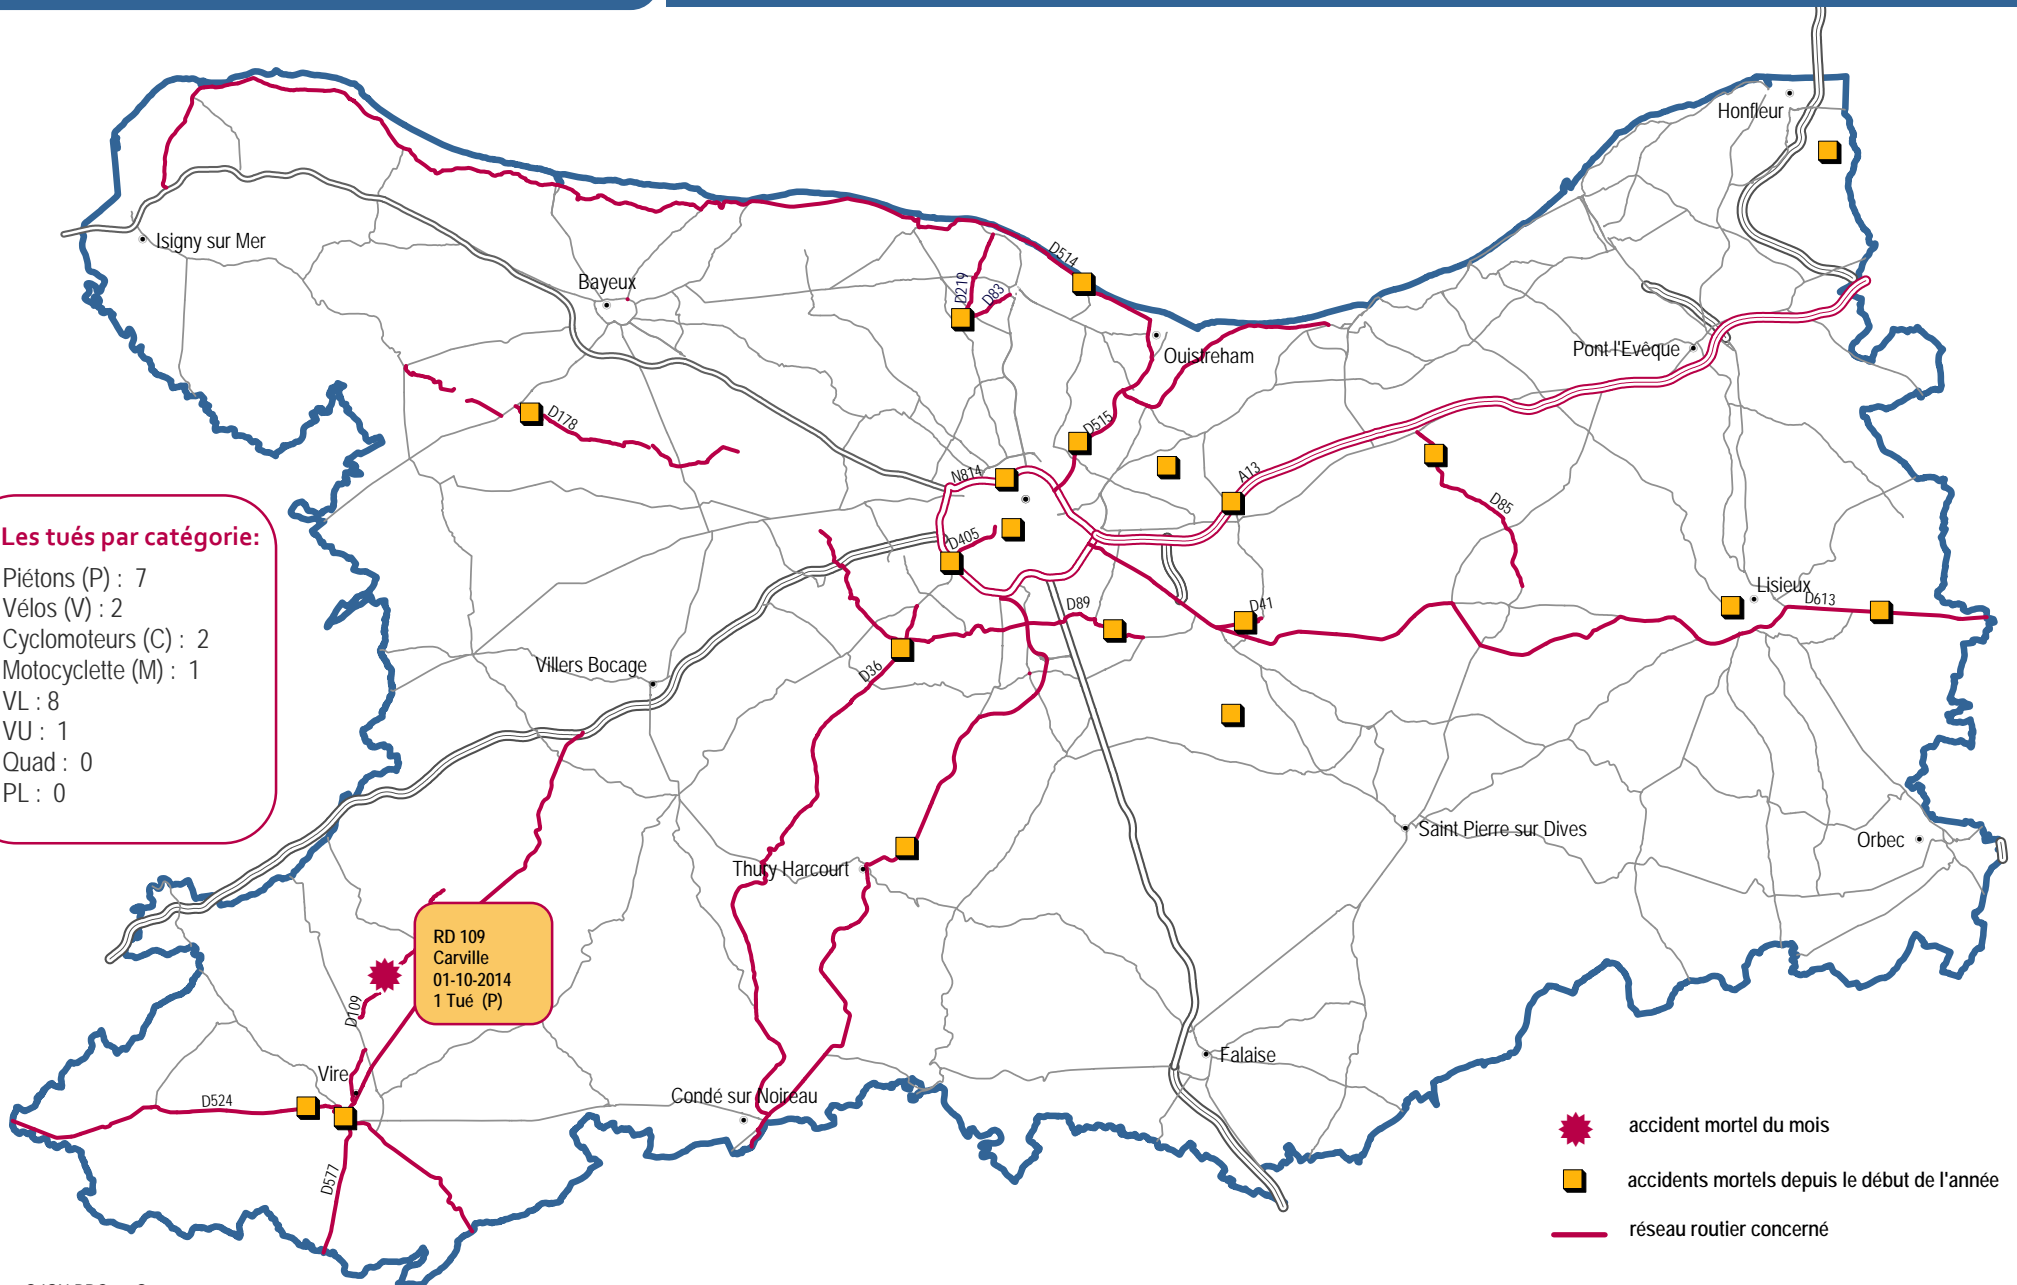 Honfleur
Isigny sur Mer
Bayeux
D514
D219
D83
Ouistreham
Pont l'Evêque
D178
D515
N814
A13
D85
D405
Les tués par catégorie:
Piétons (P) : 7
Vélos (V) : 2
Cyclomoteurs (C) : 2
Motocyclette (M) : 1
VL : 8
VU : 1
Quad : 0
PL : 0
Lisieux
D613
D89
D41
Villers Bocage
D36
Saint Pierre sur Dives
Orbec
Thury Harcourt
RD 109
Carville
01-10-2014
1 Tué (P)
D109
Vire
D524
Condé sur Noireau
Falaise
D577
accident mortel du mois
accidents mortels depuis le début de l'année
réseau routier concerné